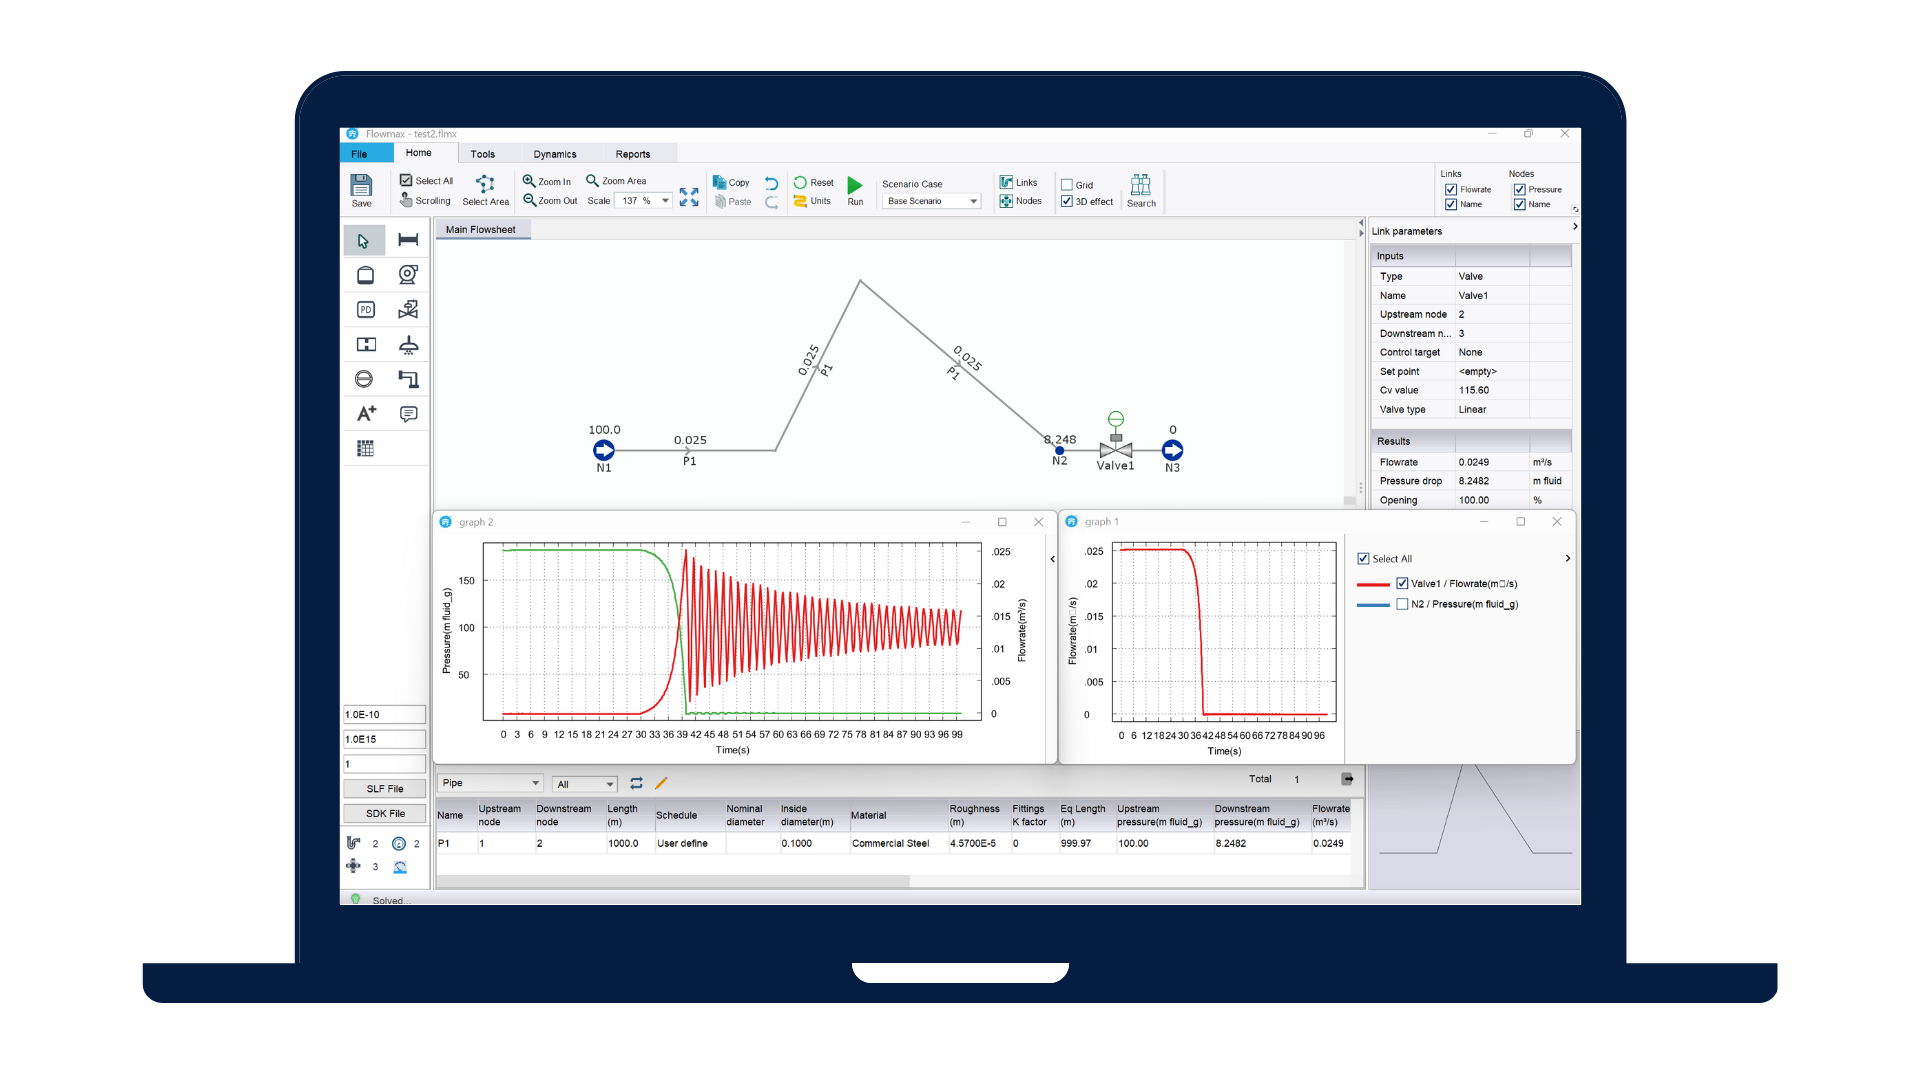 Flowmax - test2.flmx
File Home Tools Dynamics Reports
Save
Select All
Scrolling
Select Area
Zoom In Zoom Area
Zoom Out Scale 137 %
Copy
Paste
Reset
Units
Run
Scenario Case
Base Scenario
Links
Nodes
Grid
3D effect
Search
Links Nodes
Flowrate Pressure
Name Name
Main Flowsheet
PD
A+
100.0
N1
0.025
P1
0.025
P1
0.025
P1
8.248
N2
Valve1
0
N3
Link parameters
Inputs
Type Valve
Name Valve1
Upstream node 2
Downstream n... 3
Control target None
Set point <empty>
Cv value 115.60
Valve type Linear
Results
Flowrate 0.0249 m³/s
Pressure drop 8.2482 m fluid
Opening 100.00 %
graph 2
Pressure(m fluid_g)
150
100
50
.025
.02
.015
.01
.005
0
Flowrate(m³/s)
0 3 6 9 12 15 18 21 24 27 30 33 36 39 42 45 48 51 54 57 60 63 66 69 72 75 78 81 84 87 90 93 96 99
Time(s)
graph 1
Flowrate(m□/s)
.025
.02
.015
.01
.005
0
0 6 12 18 24 30 36 42 48 54 60 66 72 78 84 90 96
Time(s)
Select All
Valve1 / Flowrate(m□/s)
N2 / Pressure(m fluid_g)
1.0E-10
1.0E15
1
SLF File
SDK File
2 2
3
Pipe All Total 1
Name Upstream node Downstream node Length (m) Schedule Nominal diameter Inside diameter(m) Material Roughness (m) Fittings K factor Eq Length (m) Upstream pressure(m fluid_g) Downstream pressure(m fluid_g) Flowrate (m³/s)
P1 1 2 1000.0 User define 0.1000 Commercial Steel 4.5700E-5 0 999.97 100.00 8.2482 0.0249
Solved...